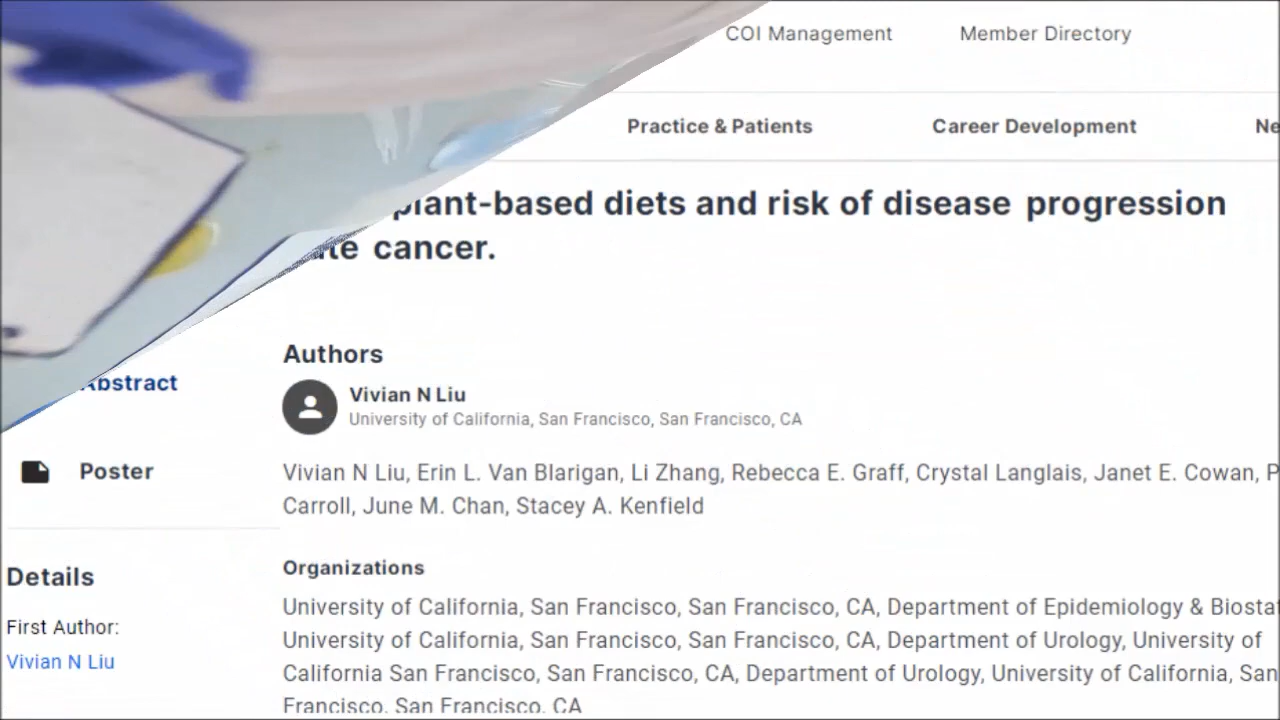 COI Management Member Directory
Practice & Patients Career Development Ne
plant-based diets and risk of disease progression
te cancer.
Abstract
Authors
Vivian N Liu
University of California, San Francisco, San Francisco, CA
Poster
Vivian N Liu, Erin L. Van Blarigan, Li Zhang, Rebecca E. Graff, Crystal Langlais, Janet E. Cowan, P
Carroll, June M. Chan, Stacey A. Kenfield
Organizations
University of California, San Francisco, San Francisco, CA, Department of Epidemiology & Biostat
University of California, San Francisco, San Francisco, CA, Department of Urology, University of
California San Francisco, San Francisco, CA, Department of Urology, University of California, San
Francisco, San Francisco, CA
Details
First Author:
Vivian N Liu